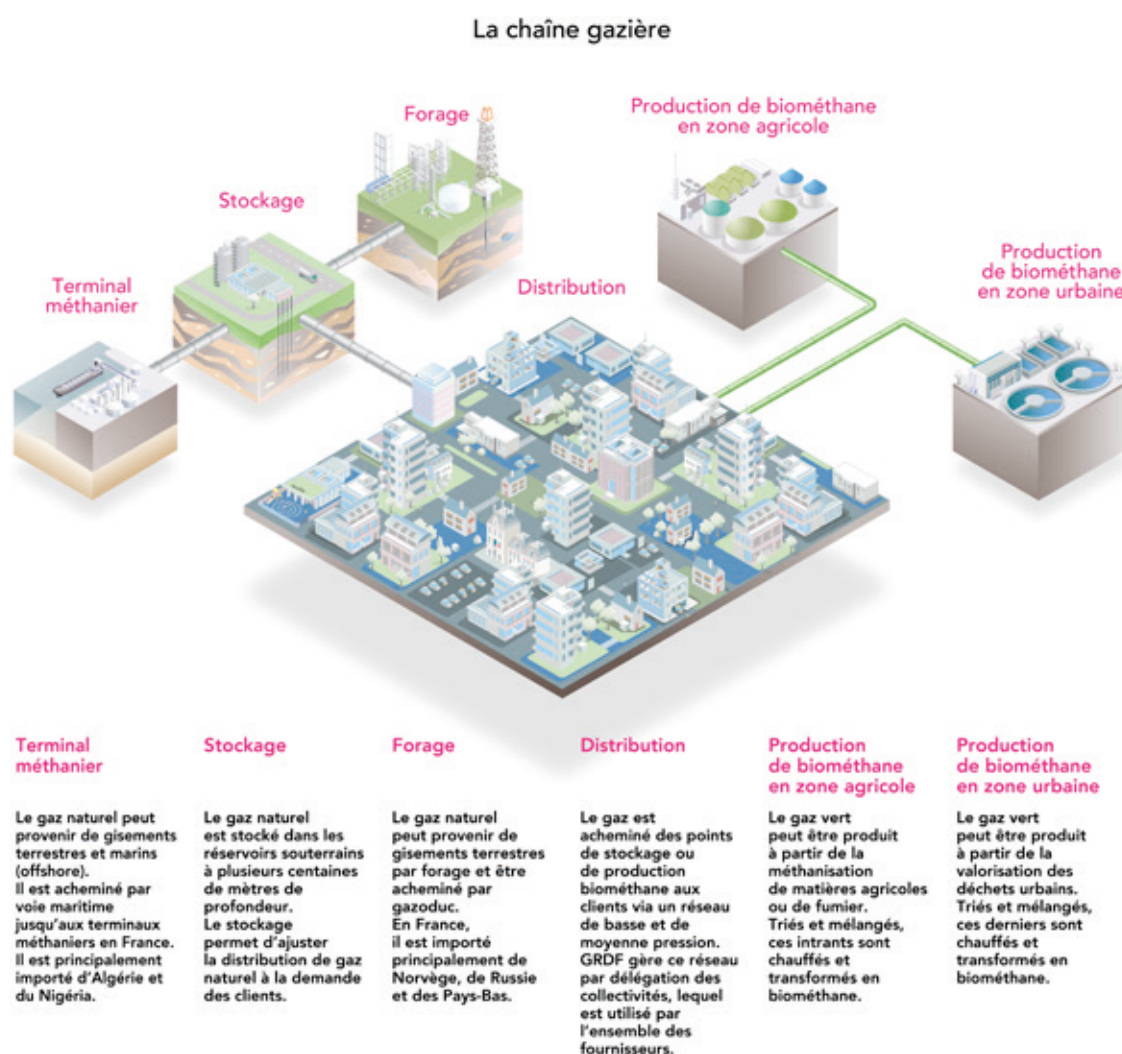 La chaîne gazière
Forage
Production de biométhane
en zone agricole
Stockage
Production
de biométhane
en zone urbaine
Terminal
méthanier
Distribution
Terminal
méthanier
Le gaz naturel peut
provenir de gisements
terrestres et marins
(offshore).
Il est acheminé par
voie maritime
jusqu'aux terminaux
méthaniers en France.
Il est principalement
importé d'Algérie et
du Nigéria.
Stockage
Le gaz naturel
est stocké dans les
réservoirs souterrains
à plusieurs centaines
de mètres de
profondeur.
Le stockage
permet d'ajuster
la distribution de gaz
naturel à la demande
des clients.
Forage
Le gaz naturel
peut provenir de
gisements terrestres
par forage et être
acheminé par
gazoduc.
En France,
il est importé
principalement de
Norvège, de Russie
et des Pays-Bas.
Distribution
Le gaz est
acheminé des points
de stockage ou
de production
biométhane aux
clients via un réseau
de basse et de
moyenne pression.
GRDF gère ce réseau
par délégation des
collectivités, lequel
est utilisé par
l'ensemble des
fournisseurs.
Production
de biométhane
en zone agricole
Le gaz vert
peut être produit
à partir de la
méthanisation
de matières agricoles
ou de fumier.
Triés et mélangés,
ces intrants sont
chauffés et
transformés en
biométhane.
Production
de biométhane
en zone urbaine
Le gaz vert
peut être produit
à partir de la
valorisation des
déchets urbains.
Triés et mélangés,
ces derniers sont
chauffés et
transformés en
biométhane.